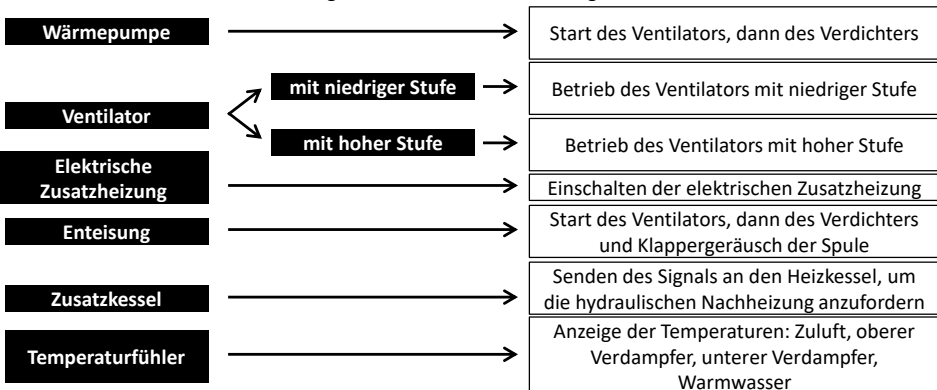 Wärmepumpe
Start des Ventilators, dann des Verdichters
Ventilator
mit niedriger Stufe
Betrieb des Ventilators mit niedriger Stufe
mit hoher Stufe
Betrieb des Ventilators mit hoher Stufe
Elektrische
Zusatzheizung
Einschalten der elektrischen Zusatzheizung
Enteisung
Start des Ventilators, dann des Verdichters
und Klappergeräusch der Spule
Zusatzkessel
Senden des Signals an den Heizkessel, um
die hydraulischen Nachheizung anzufordern
Temperaturfühler
Anzeige der Temperaturen: Zuluft, oberer
Verdampfer, unterer Verdampfer,
Warmwasser